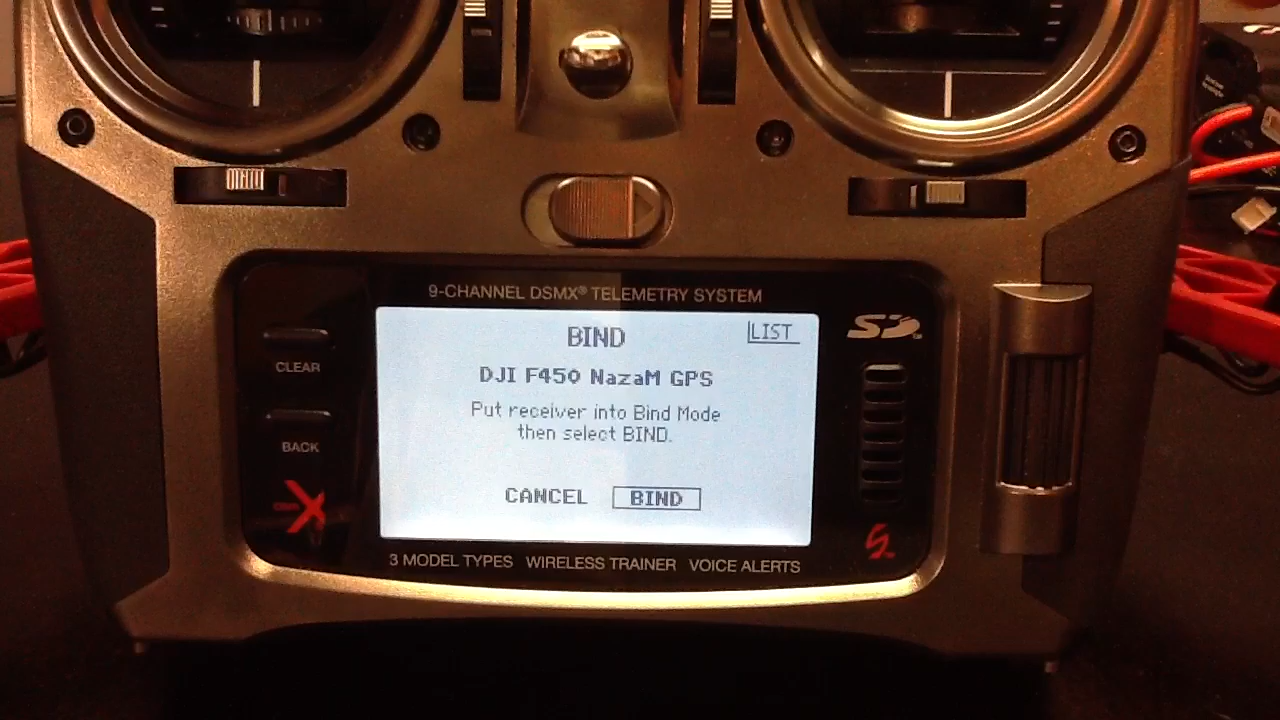 9-CHANNEL DSMX® TELEMETRY SYSTEM
BIND
LIST
DJI F450 NazaM GPS
Put receiver into Bind Mode
then select BIND.
CANCEL BIND
CLEAR
BACK
SD
3 MODEL TYPES WIRELESS TRAINER VOICE ALERTS